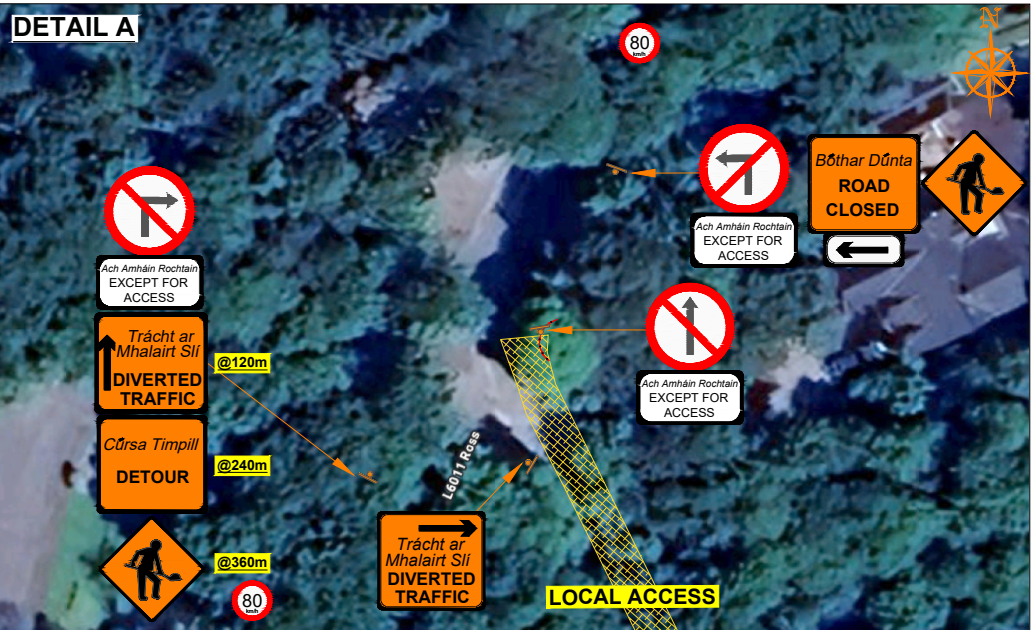 DETAIL A
80
km/h
N
Ach Amháin Rochtain
EXCEPT FOR
ACCESS
Bóthar Dúnta
ROAD
CLOSED
Ach Amháin Rochtain
EXCEPT FOR
ACCESS
Trácht ar
Mhalairt Slí
DIVERTED
TRAFFIC
@120m
Ach Amháin Rochtain
EXCEPT FOR
ACCESS
Cúrsa Timpill
DETOUR
@240m
L6011 Ross
Trácht ar
Mhalairt Slí
DIVERTED
TRAFFIC
@360m
80
km/h
LOCAL ACCESS